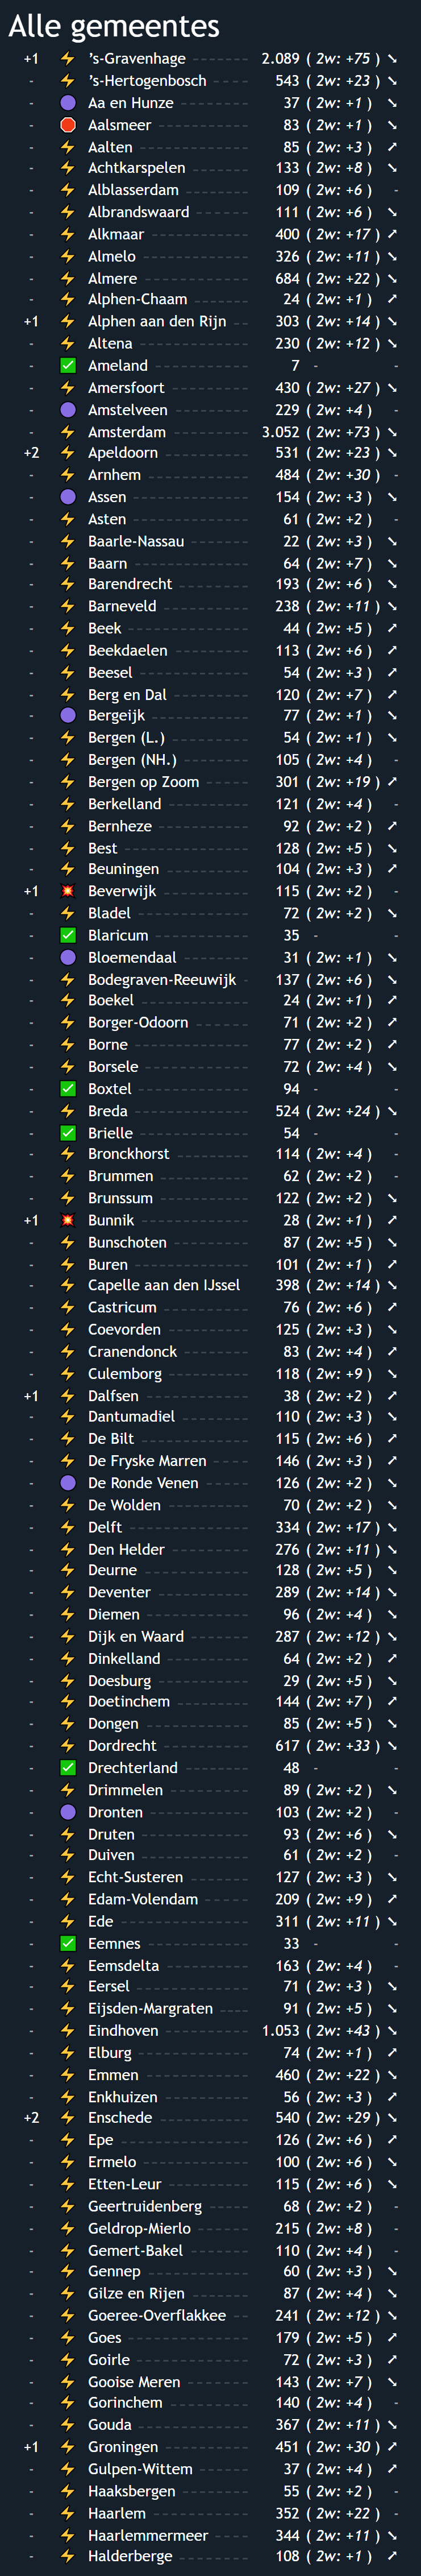 Alle gemeentes
+1 ’s-Gravenhage 2.089 ( 2w: +75 )
- ’s-Hertogenbosch 543 ( 2w: +23 )
- Aa en Hunze 37 ( 2w: +1 )
- Aalsmeer 83 ( 2w: +1 )
- Aalten 85 ( 2w: +3 )
- Achtkarspelen 133 ( 2w: +8 )
- Alblasserdam 109 ( 2w: +6 ) -
- Albrandswaard 111 ( 2w: +6 )
- Alkmaar 400 ( 2w: +17 )
- Almelo 326 ( 2w: +11 )
- Almere 684 ( 2w: +22 )
- Alphen-Chaam 24 ( 2w: +1 )
+1 Alphen aan den Rijn 303 ( 2w: +14 )
- Altena 230 ( 2w: +12 )
- Ameland 7 - -
- Amersfoort 430 ( 2w: +27 )
- Amstelveen 229 ( 2w: +4 ) -
- Amsterdam 3.052 ( 2w: +73 )
+2 Apeldoorn 531 ( 2w: +23 )
- Arnhem 484 ( 2w: +30 ) -
- Assen 154 ( 2w: +3 )
- Asten 61 ( 2w: +2 ) -
- Baarle-Nassau 22 ( 2w: +3 )
- Baarn 64 ( 2w: +7 )
- Barendrecht 193 ( 2w: +6 )
- Barneveld 238 ( 2w: +11 )
- Beek 44 ( 2w: +5 )
- Beekdaelen 113 ( 2w: +6 )
- Beesel 54 ( 2w: +3 )
- Berg en Dal 120 ( 2w: +7 )
- Bergeijk 77 ( 2w: +1 )
- Bergen (L.) 54 ( 2w: +1 )
- Bergen (NH.) 105 ( 2w: +4 ) -
- Bergen op Zoom 301 ( 2w: +19 )
- Berkelland 121 ( 2w: +4 ) -
- Bernheze 92 ( 2w: +2 )
- Best 128 ( 2w: +5 )
- Beuningen 104 ( 2w: +3 )
+1 Beverwijk 115 ( 2w: +2 ) -
- Bladel 72 ( 2w: +2 )
- Blaricum 35 - -
- Bloemendaal 31 ( 2w: +1 )
- Bodegraven-Reeuwijk 137 ( 2w: +6 )
- Boekel 24 ( 2w: +1 )
- Borger-Odoorn 71 ( 2w: +2 )
- Borne 77 ( 2w: +2 )
- Borsele 72 ( 2w: +4 )
- Boxtel 94 - -
- Breda 524 ( 2w: +24 )
- Brielle 54 - -
- Bronckhorst 114 ( 2w: +4 ) -
- Brummen 62 ( 2w: +2 ) -
- Brunssum 122 ( 2w: +2 )
+1 Bunnik 28 ( 2w: +1 )
- Bunschoten 87 ( 2w: +5 )
- Buren 101 ( 2w: +1 )
- Capelle aan den IJssel 398 ( 2w: +14 )
- Castricum 76 ( 2w: +6 )
- Coevorden 125 ( 2w: +3 )
- Cranendonck 83 ( 2w: +4 )
- Culemborg 118 ( 2w: +9 )
+1 Dalfsen 38 ( 2w: +2 )
- Dantumadiel 110 ( 2w: +3 )
- De Bilt 115 ( 2w: +6 )
- De Fryske Marren 146 ( 2w: +3 )
- De Ronde Venen 126 ( 2w: +2 )
- De Wolden 70 ( 2w: +2 )
- Delft 334 ( 2w: +17 )
- Den Helder 276 ( 2w: +11 )
- Deurne 128 ( 2w: +5 )
- Deventer 289 ( 2w: +14 )
- Diemen 96 ( 2w: +4 )
- Dijk en Waard 287 ( 2w: +12 )
- Dinkelland 64 ( 2w: +2 )
- Doesburg 29 ( 2w: +5 )
- Doetinchem 144 ( 2w: +7 )
- Dongen 85 ( 2w: +5 )
- Dordrecht 617 ( 2w: +33 )
- Drechterland 48 - -
- Drimmelen 89 ( 2w: +2 )
- Dronten 103 ( 2w: +2 ) -
- Druten 93 ( 2w: +6 )
- Duiven 61 ( 2w: +2 ) -
- Echt-Susteren 127 ( 2w: +3 )
- Edam-Volendam 209 ( 2w: +9 )
- Ede 311 ( 2w: +11 )
- Eemnes 33 - -
- Eemsdelta 163 ( 2w: +4 ) -
- Eersel 71 ( 2w: +3 )
- Eijsden-Margraten 91 ( 2w: +5 )
- Eindhoven 1.053 ( 2w: +43 )
- Elburg 74 ( 2w: +1 )
- Emmen 460 ( 2w: +22 )
- Enkhuizen 56 ( 2w: +3 )
+2 Enschede 540 ( 2w: +29 )
- Epe 126 ( 2w: +6 )
- Ermelo 100 ( 2w: +6 )
- Etten-Leur 115 ( 2w: +6 )
- Geertruidenberg 68 ( 2w: +2 ) -
- Geldrop-Mierlo 215 ( 2w: +8 ) -
- Gemert-Bakel 110 ( 2w: +4 ) -
- Gennep 60 ( 2w: +3 )
- Gilze en Rijen 87 ( 2w: +4 )
- Goeree-Overflakkee 241 ( 2w: +12 )
- Goes 179 ( 2w: +5 )
- Goirle 72 ( 2w: +3 )
- Gooise Meren 143 ( 2w: +7 )
- Gorinchem 140 ( 2w: +4 ) -
- Gouda 367 ( 2w: +11 )
+1 Groningen 451 ( 2w: +30 )
- Gulpen-Wittem 37 ( 2w: +4 )
- Haaksbergen 55 ( 2w: +2 ) -
- Haarlem 352 ( 2w: +22 ) -
- Haarlemmermeer 344 ( 2w: +11 )
- Halderberge 108 ( 2w: +1 )